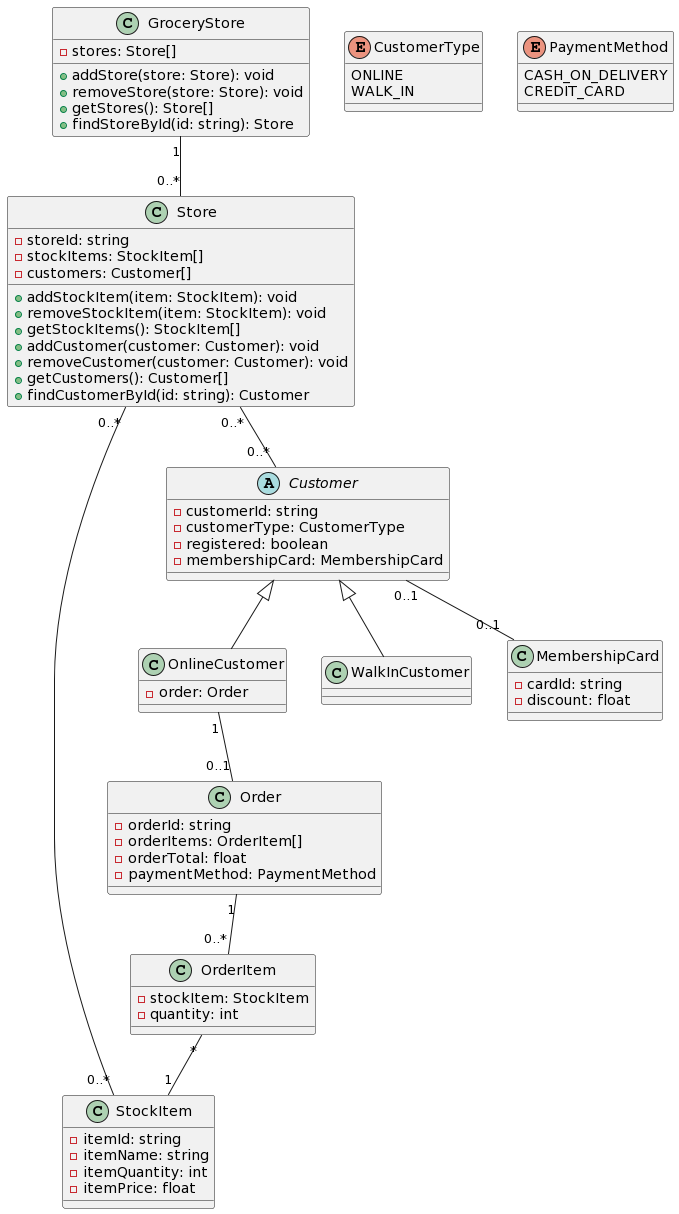 C GroceryStore
stores: Store[]
addStore(store: Store): void
removeStore(store: Store): void
getStores(): Store[]
findStoreById(id: string): Store
E CustomerType
ONLINE
WALK_IN
E PaymentMethod
CASH_ON_DELIVERY
CREDIT_CARD
1
0..*
C Store
storeId: string
stockItems: StockItem[]
customers: Customer[]
addStockItem(item: StockItem): void
removeStockItem(item: StockItem): void
getStockItems(): StockItem[]
addCustomer(customer: Customer): void
removeCustomer(customer: Customer): void
getCustomers(): Customer[]
findCustomerById(id: string): Customer
0..*
0..*
0..*
A Customer
customerId: string
customerType: CustomerType
registered: boolean
membershipCard: MembershipCard
0..1
0..1
C OnlineCustomer
order: Order
C WalkInCustomer
C MembershipCard
cardId: string
discount: float
1
0..1
C Order
orderId: string
orderItems: OrderItem[]
orderTotal: float
paymentMethod: PaymentMethod
1
0..*
C OrderItem
stockItem: StockItem
quantity: int
*
0..*
1
C StockItem
itemId: string
itemName: string
itemQuantity: int
itemPrice: float